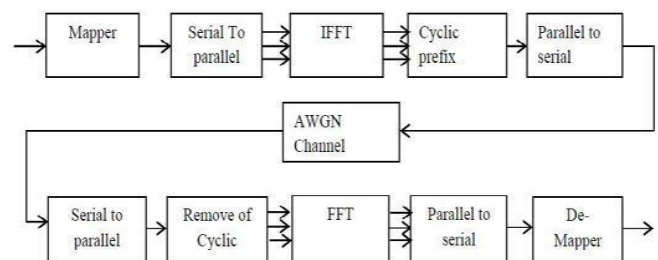 Mapper
Serial To
parallel
IFFT
Cyclic
prefix
Parallel to
serial
AWGN
Channel
Serial to
parallel
Remove of
Cyclic
FFT
Parallel to
serial
De-
Mapper